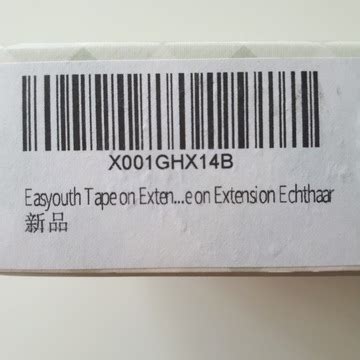 X001GHX14B
Easyouth Tape on Exten...e on Extension Echthaar
新品